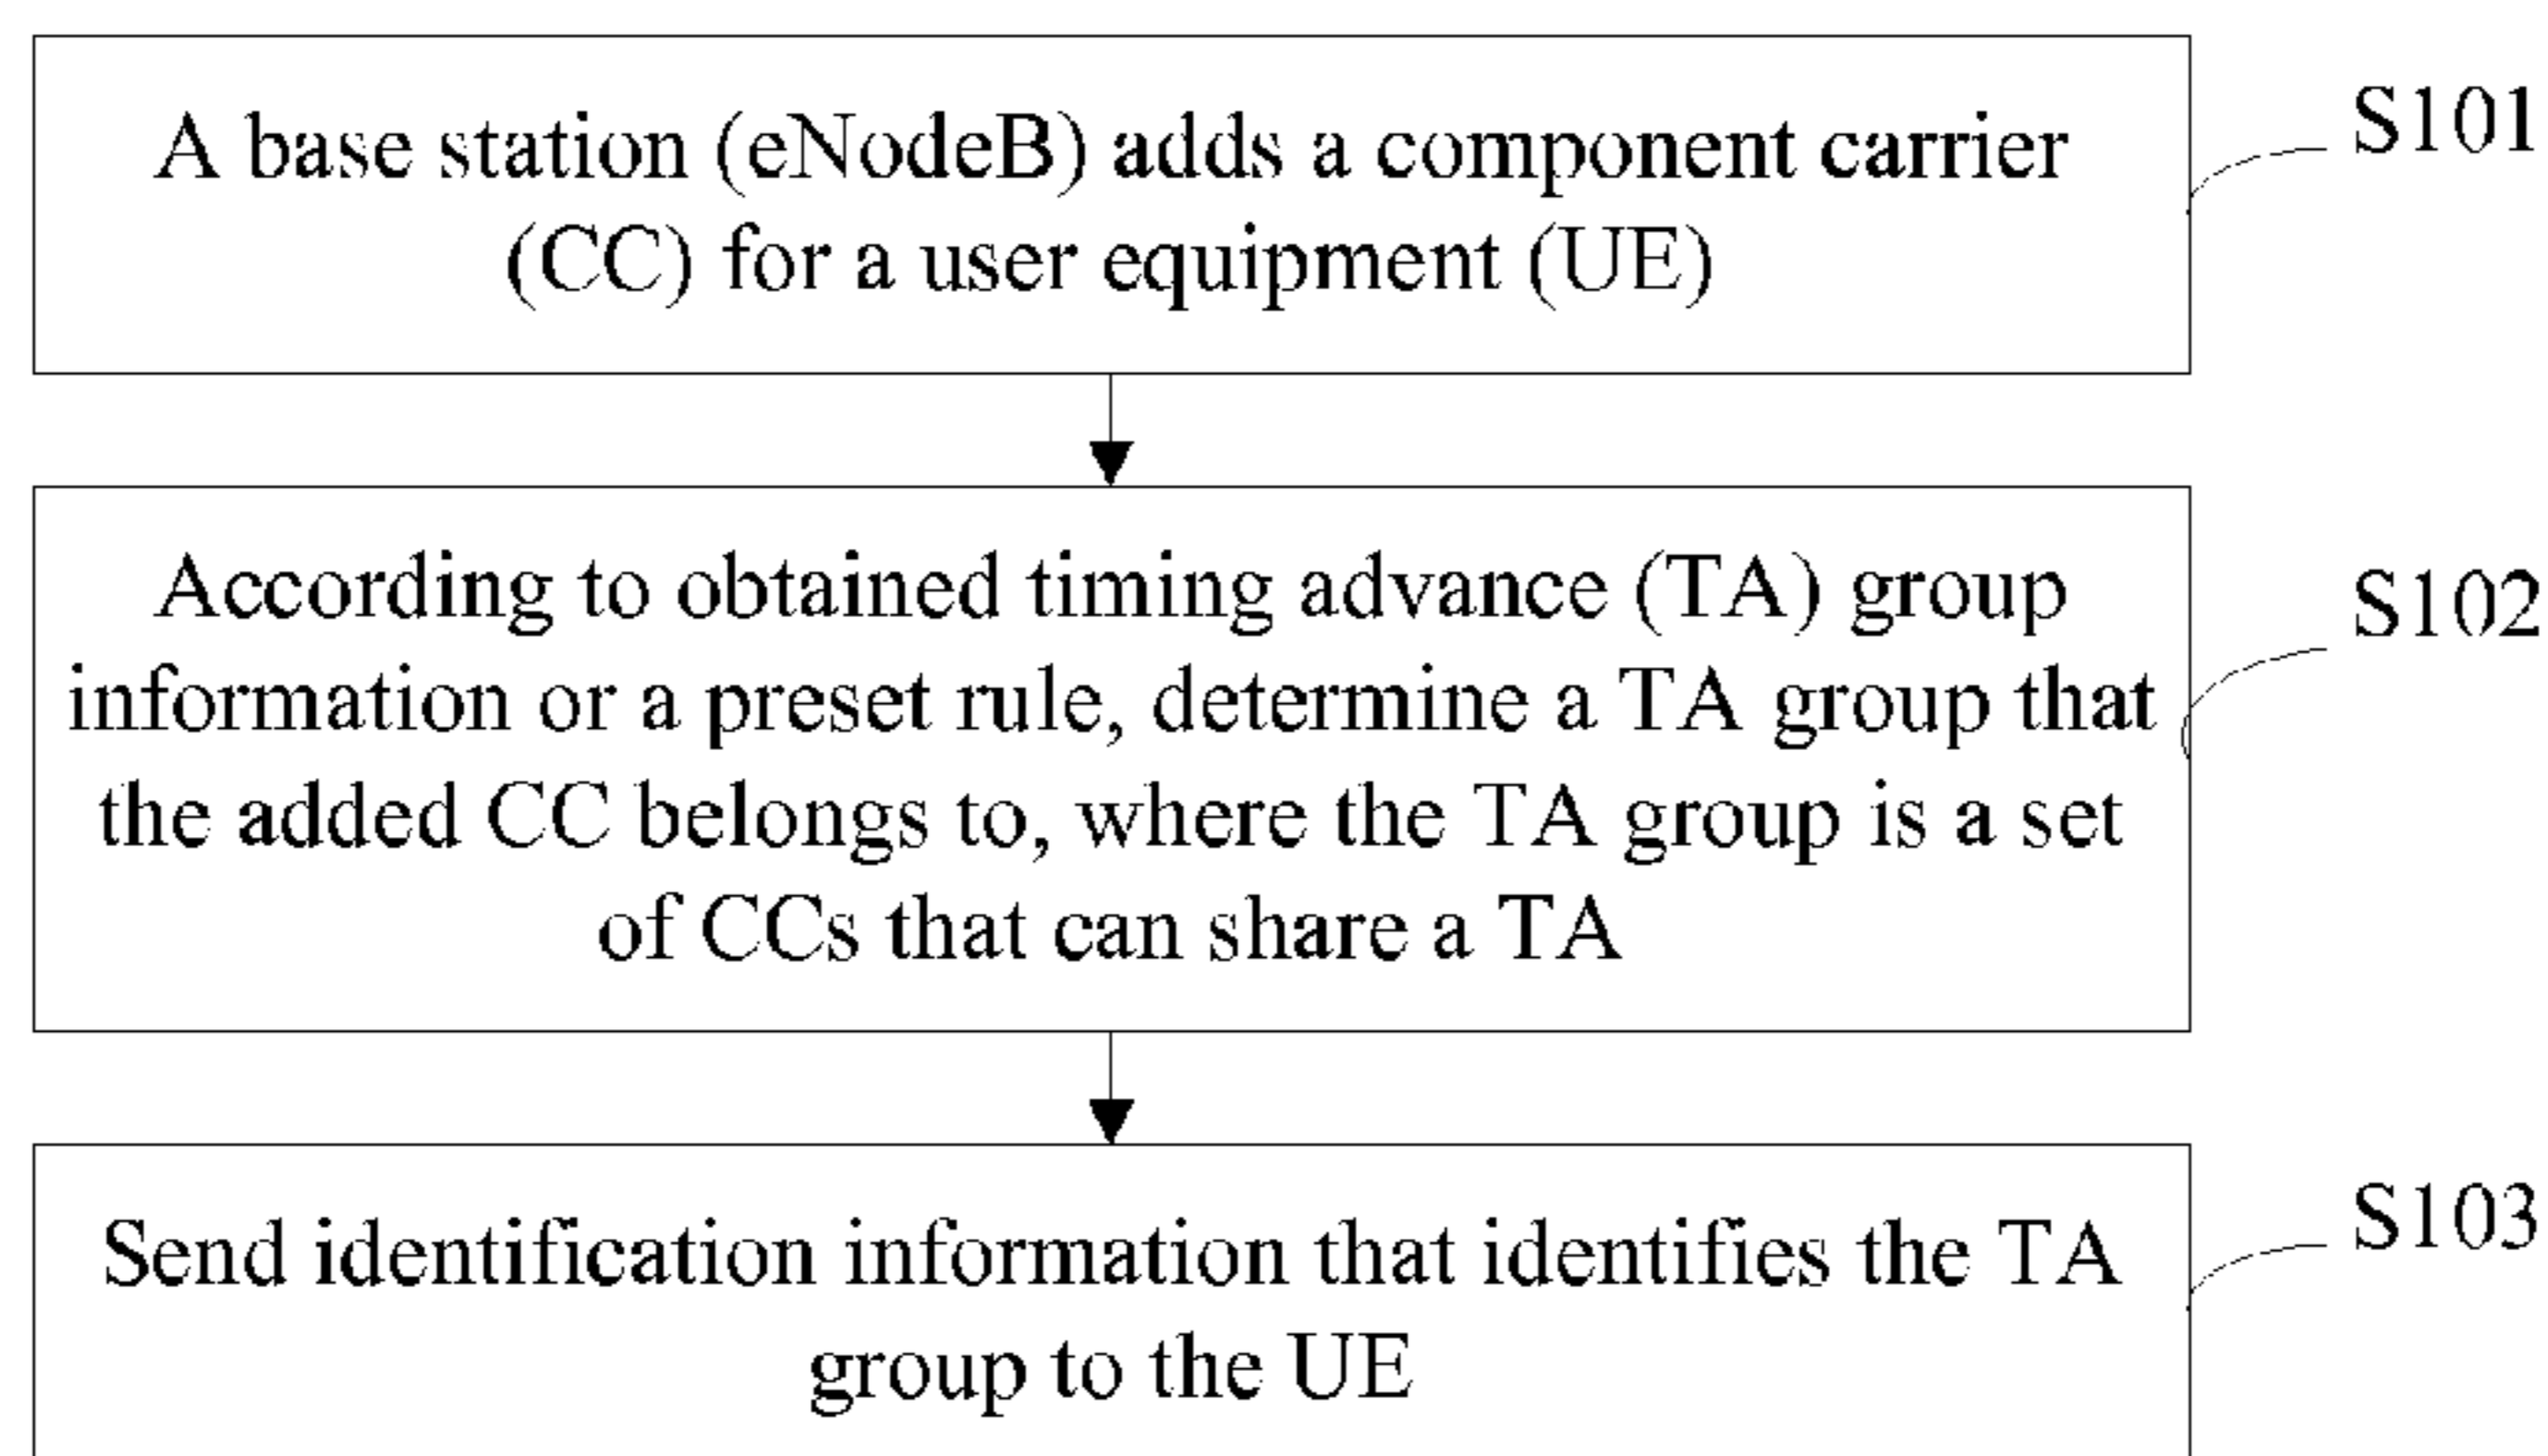 A base station (eNodeB) adds a component carrier
(CC) for a user equipment (UE)
S101
According to obtained timing advance (TA) group
information or a preset rule, determine a TA group that
the added CC belongs to, where the TA group is a set
of CCs that can share a TA
S102
Send identification information that identifies the TA
group to the UE
S103